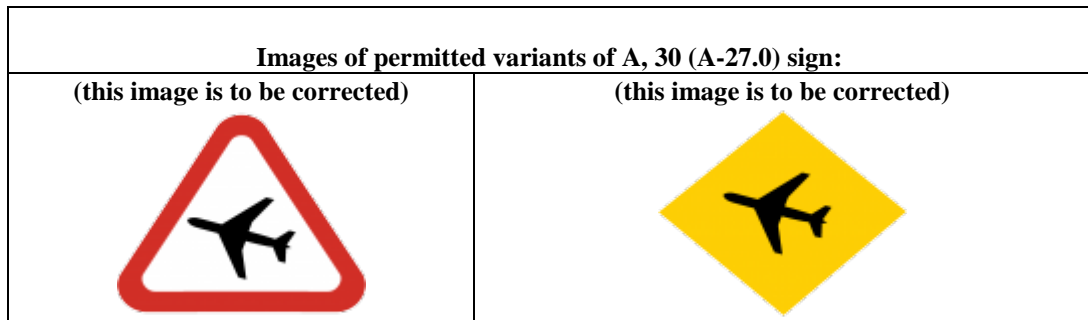 Images of permitted variants of A, 30 (A-27.0) sign:
(this image is to be corrected)
(this image is to be corrected)